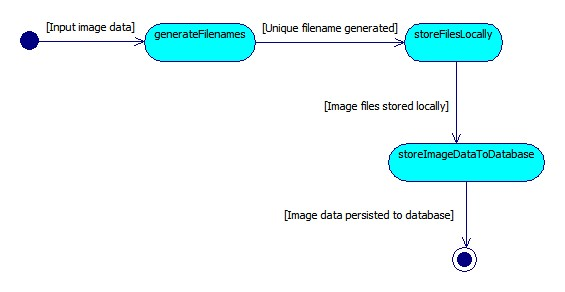 [Input image data]
generateFilenames
[Unique filename generated]
storeFilesLocally
[Image files stored locally]
storeImageDataToDatabase
[Image data persisted to database]